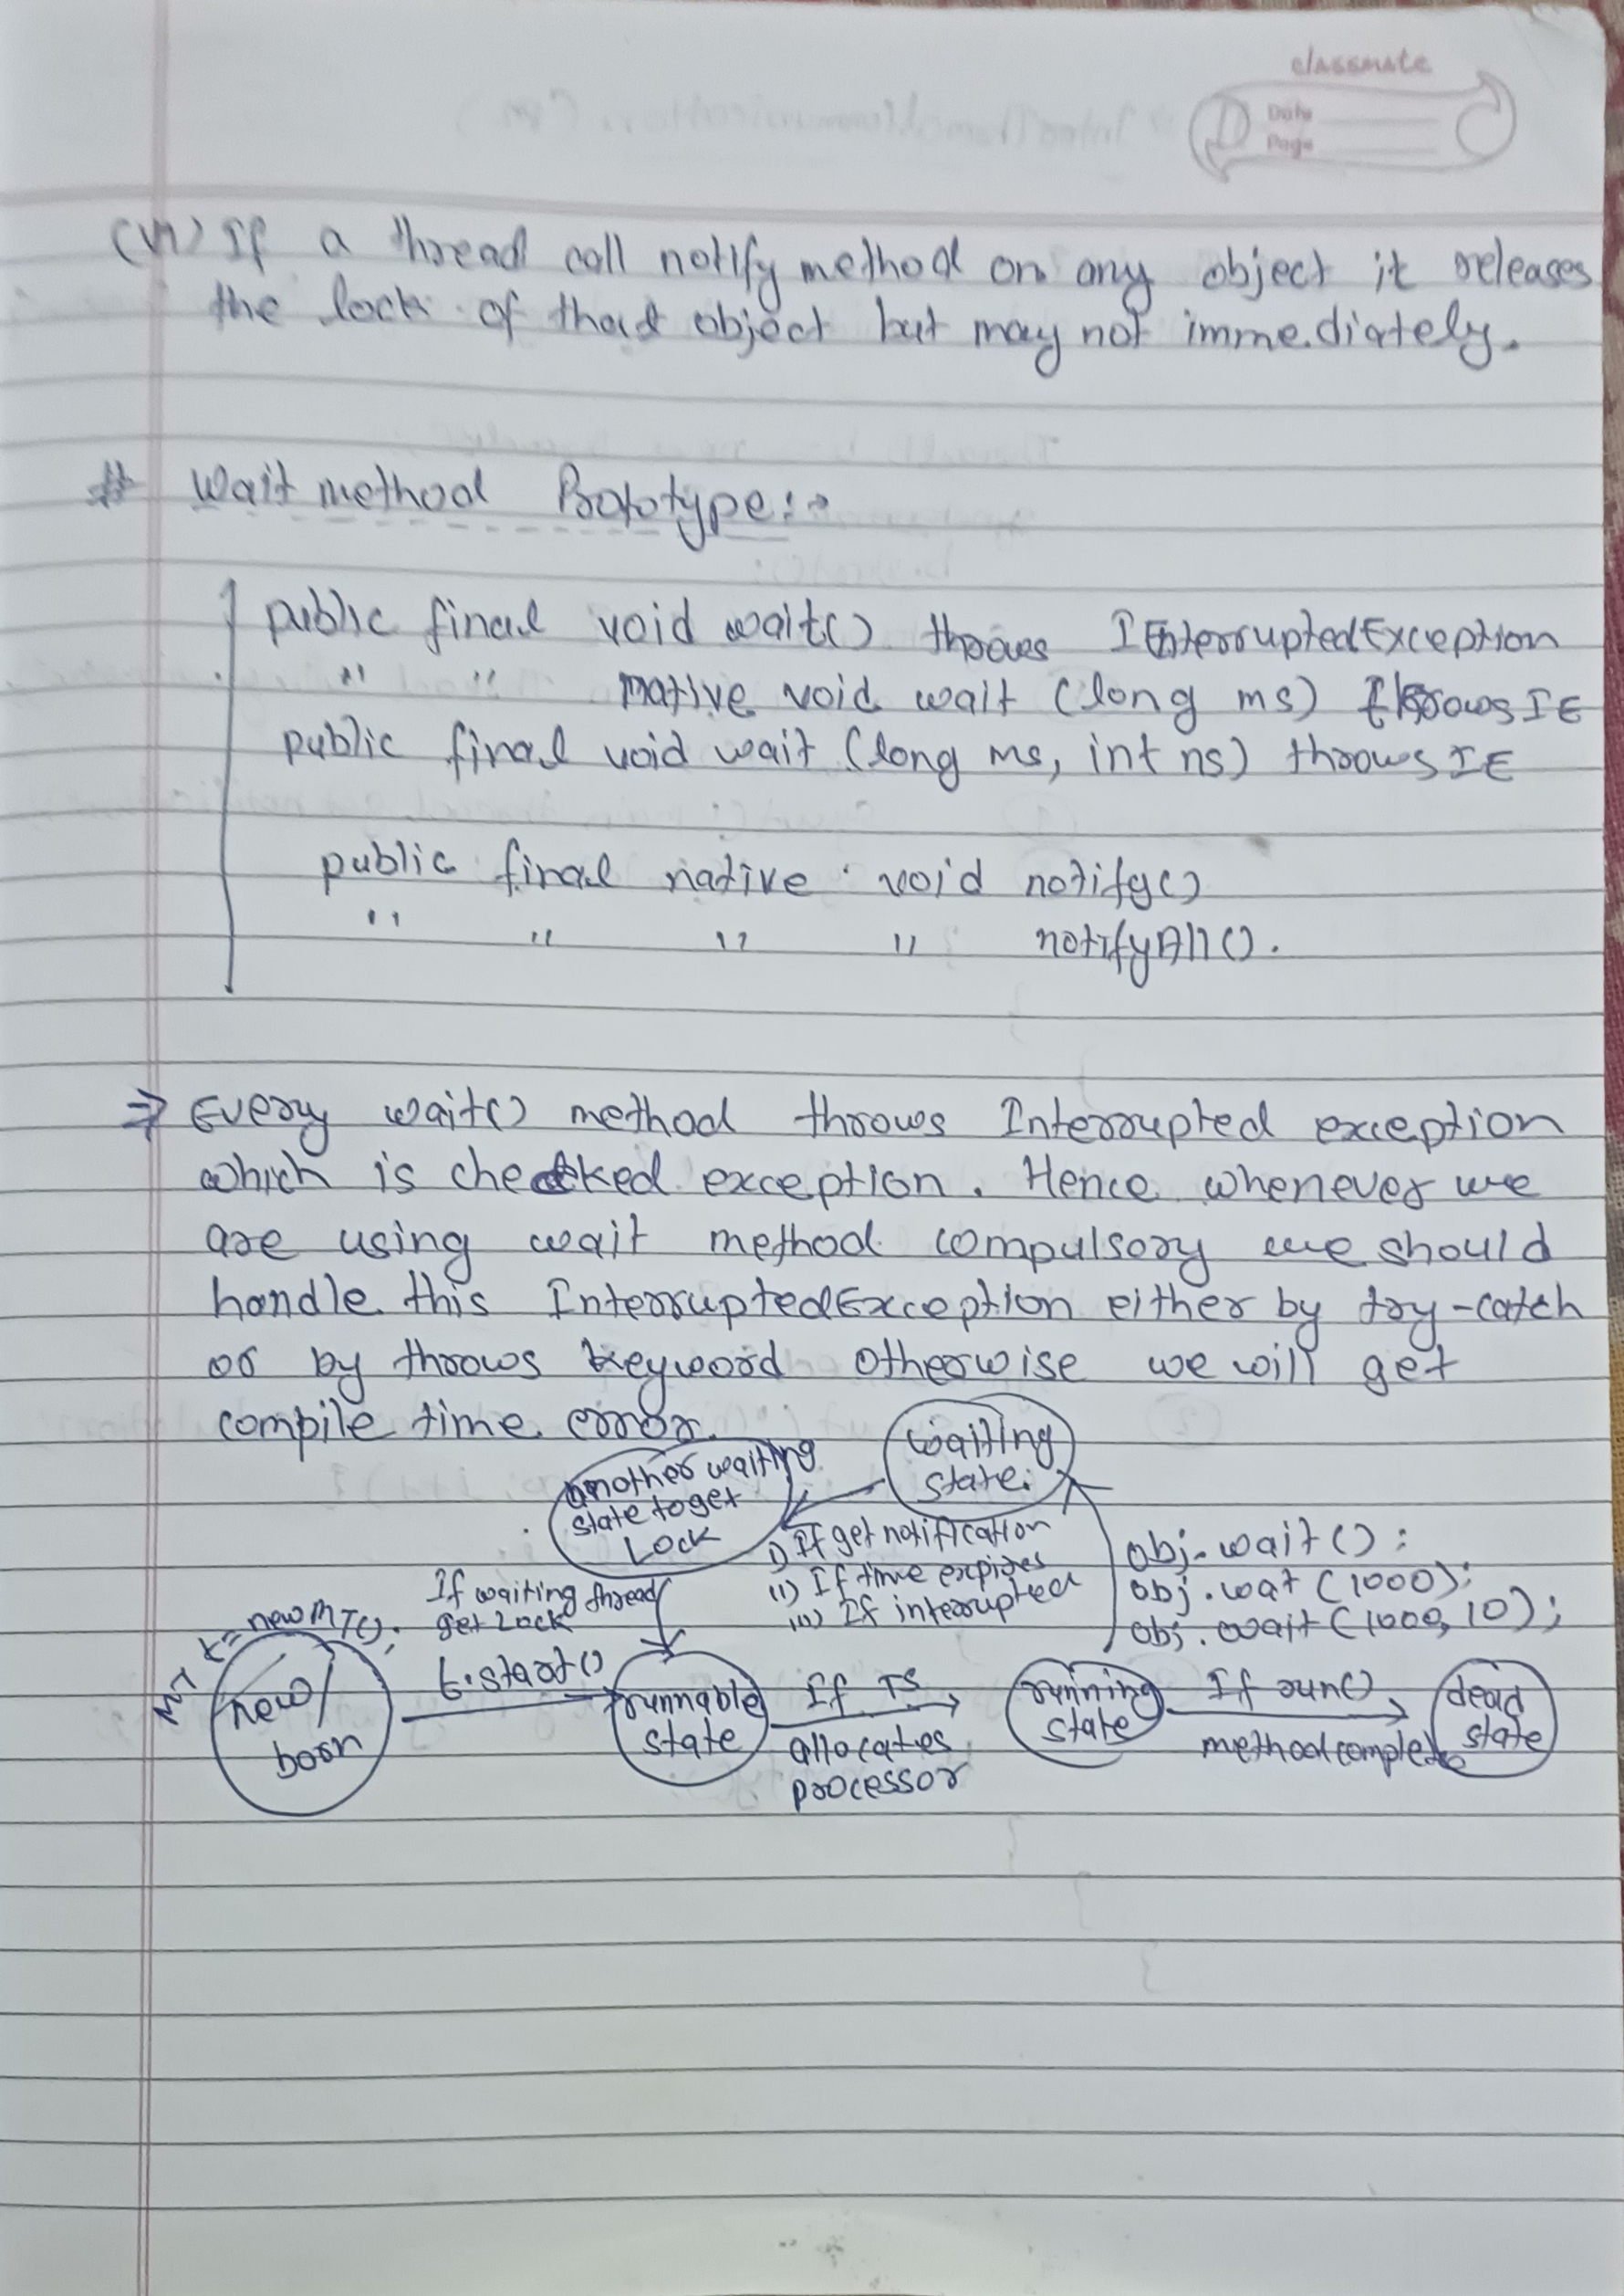 classmate
Date
Page
(vi) If a thread call notify method on any object it releases
the lock of that object but may not immediately.
# Wait method Prototype:→
public final void wait() throws InterruptedException
" " native void wait (long ms) throws IE
public final void wait (long ms, int ns) throws IE
public final native void notify()
" " " " notifyAll().
⇒ Every wait() method throws Interrupted exception
which is checked exception. Hence whenever we
are using wait method compulsory we should
handle this InterruptedException either by try-catch
or by throws keyword otherwise we will get
compile time error.
waiting
state.
another waiting
state to get
Lock
i) If get notification
ii) If time expires
iii) If interrupted
obj.wait();
obj.wat (1000);
obj.wait (1000, 10);
If waiting thread
get Lock
MT t = new MT();
new/
born
t.start()
runnable
state
If TS
allocates
processor
running
state
If run()
method completes
dead
state